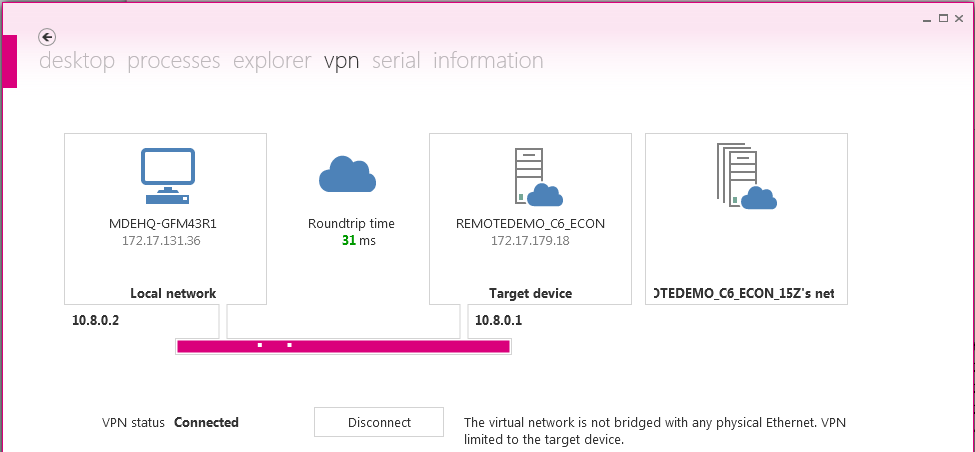 desktop processes explorer vpn serial information
MDEHQ-GFM43R1
172.17.131.36
Local network
Roundtrip time
31 ms
REMOTEDEMO_C6_ECON
172.17.179.18
Target device
OTEDEMO_C6_ECON_15Z's net
10.8.0.2
10.8.0.1
VPN status Connected
Disconnect
The virtual network is not bridged with any physical Ethernet. VPN
limited to the target device.